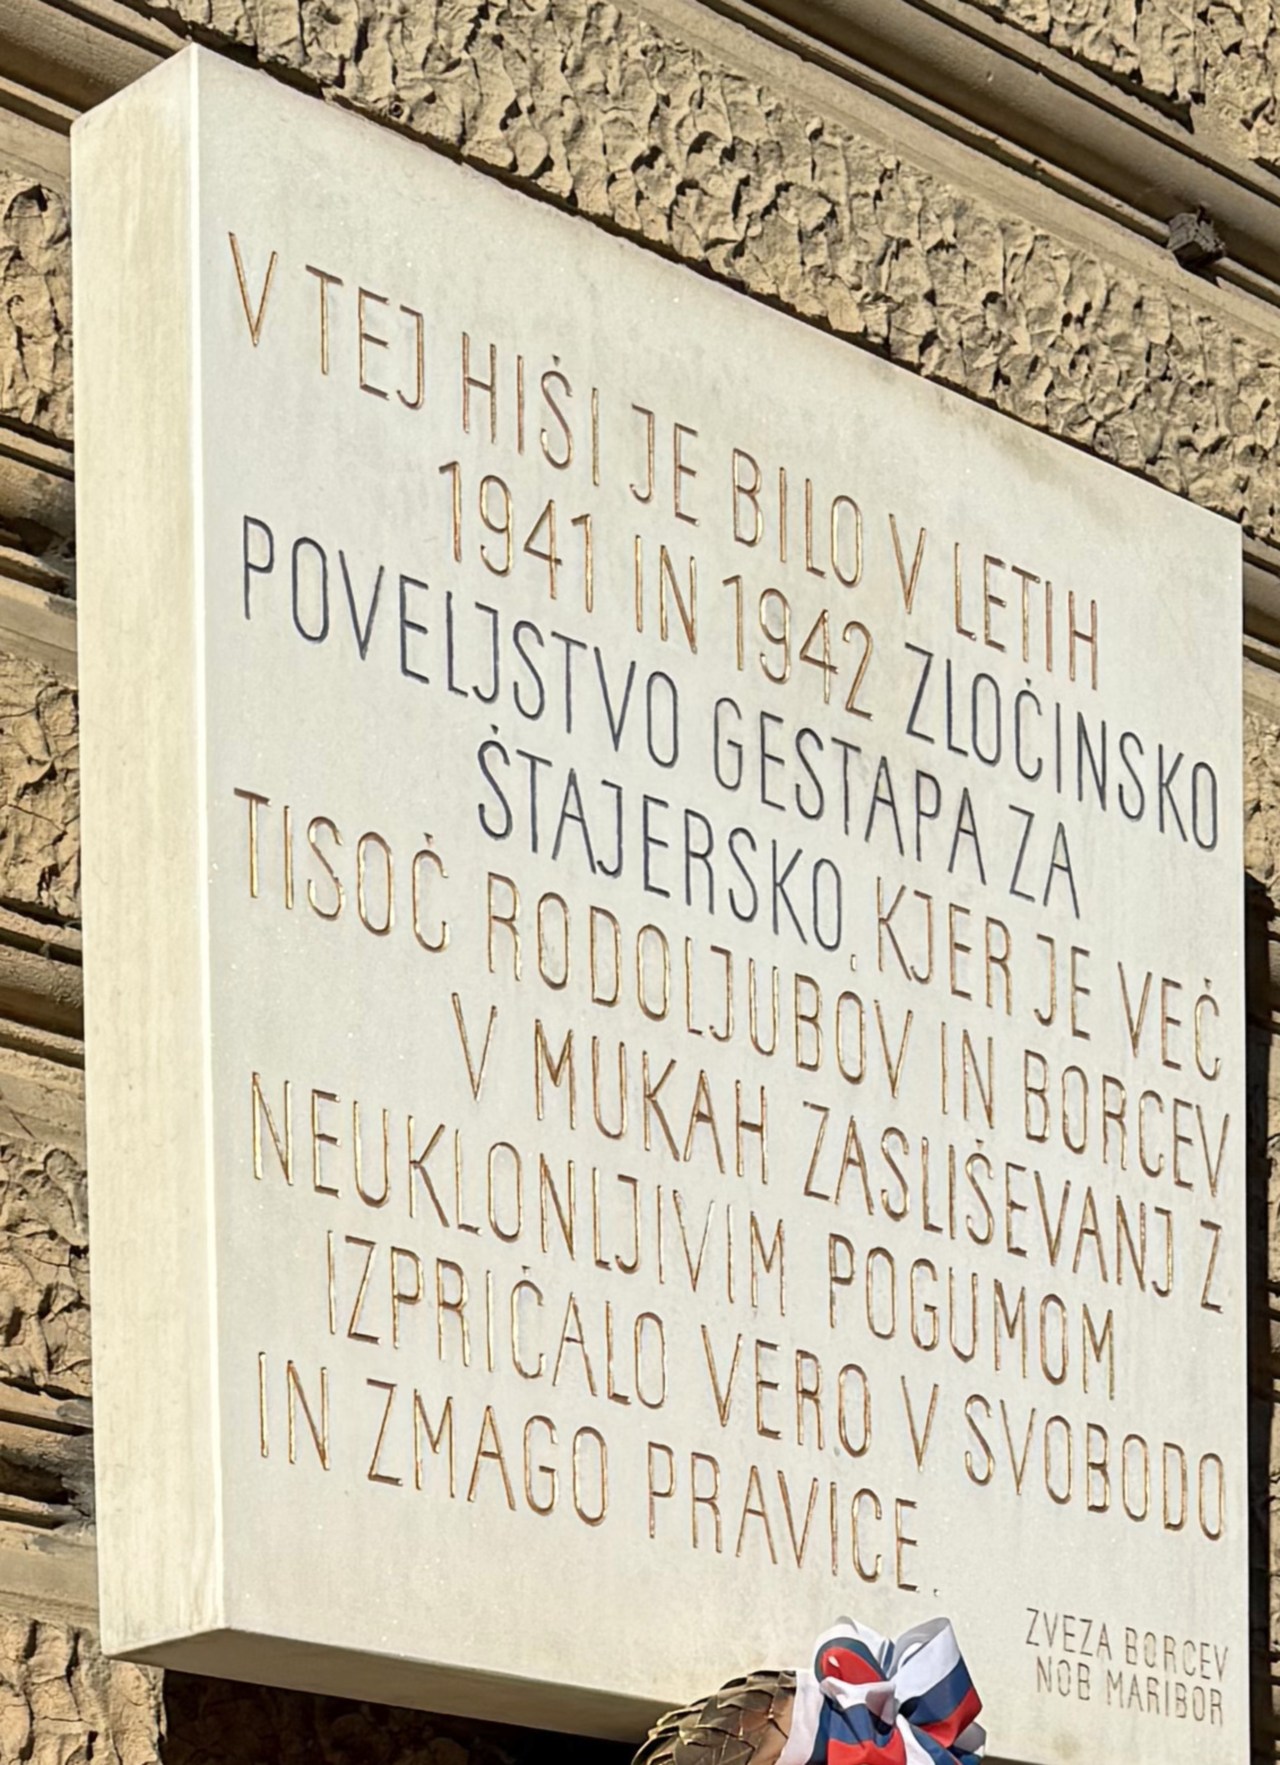 V TEJ HIŠI JE BILO V LETIH
1941 IN 1942 ZLOČINSKO
POVELJSTVO GESTAPA ZA
ŠTAJERSKO, KJER JE VEČ
TISOČ RODOLJUBOV IN BORCEV
V MUKAH ZASLIŠEVANJ Z
NEUKLONLJIVIM POGUMOM
IZPRIČALO VERO V SVOBODO
IN ZMAGO PRAVICE.
ZVEZA BORCEV
NOB MARIBOR